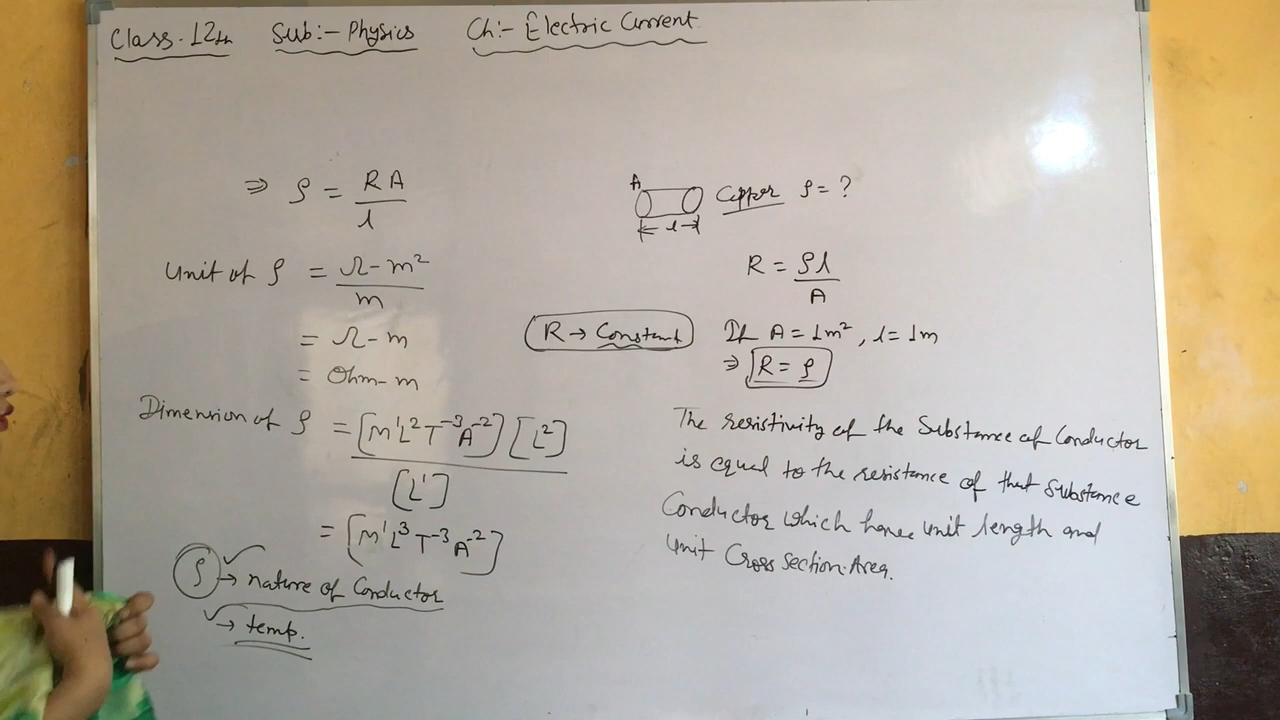 Class. 12th Sub:- Physics Ch:- Electric Current
⇒ ρ = RA / l
Unit of ρ = Ω-m² / m
= Ω-m
= Ohm-m
Dimension of ρ = [M¹L²T⁻³A⁻²] [L²] / [L¹]
= [M¹L³T⁻³A⁻²]
ρ → nature of Conductor
→ temp.
A Copper ρ = ?
l
R = ρl / A
R → Constant
If A = 1m², l = 1m
⇒ R = ρ
The resistivity of the Substance of Conductor
is equal to the resistance of that substance
Conductor which have unit length and
Unit Cross section Area.